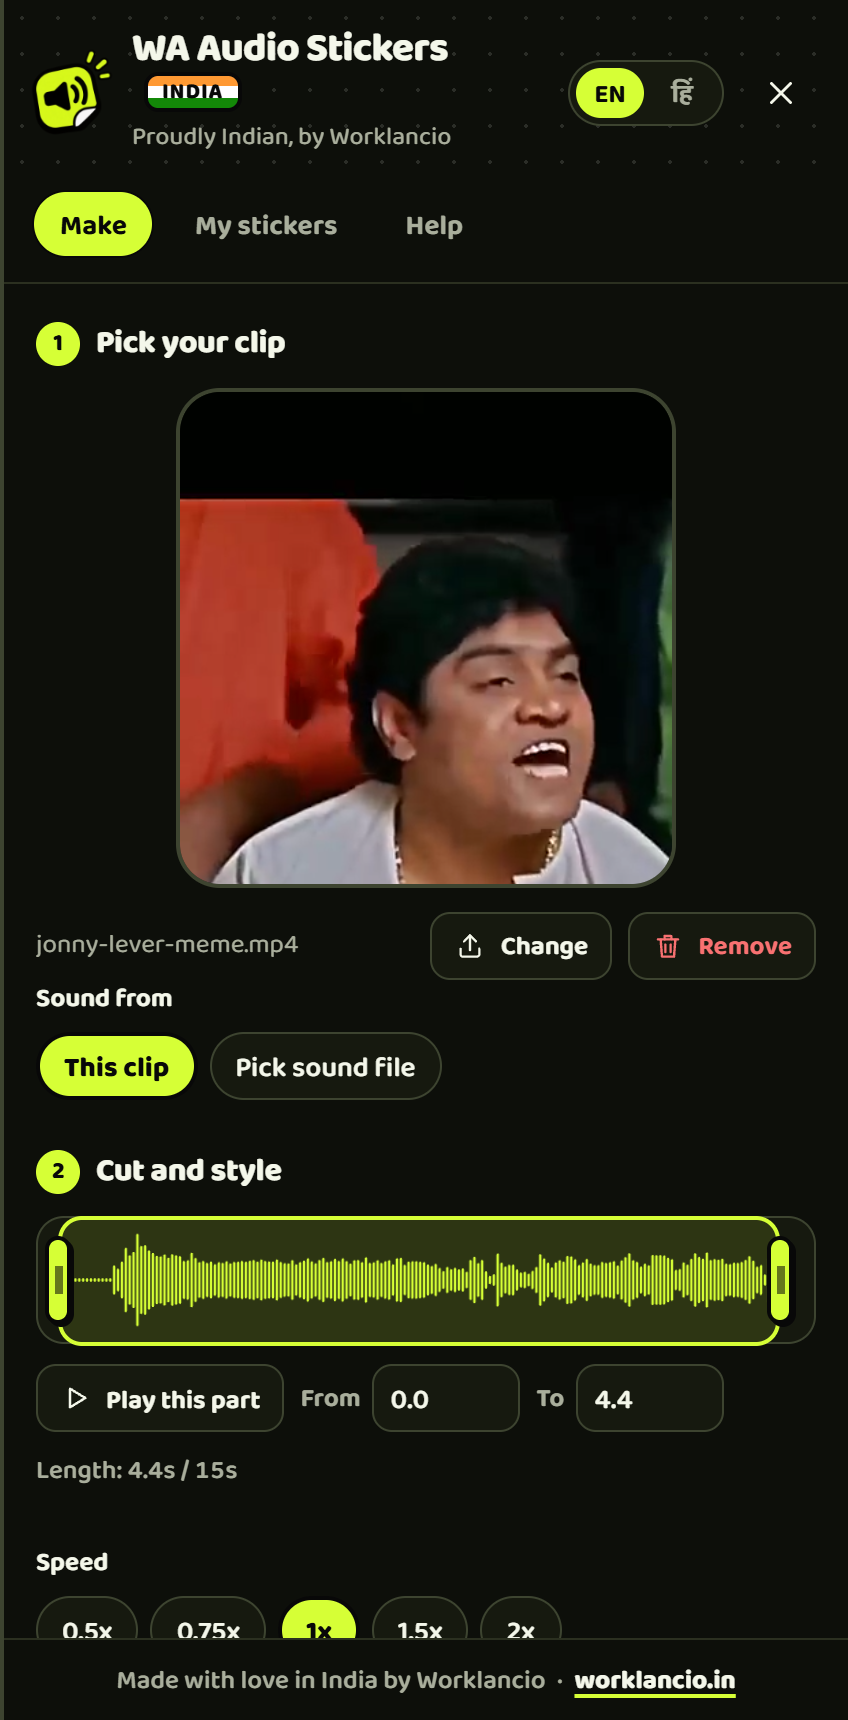 WA Audio Stickers
INDIA
Proudly Indian, by Worklancio
EN हिं
Make My stickers Help
1 Pick your clip
jonny-lever-meme.mp4 Change Remove
Sound from
This clip Pick sound file
2 Cut and style
Play this part From 0.0 To 4.4
Length: 4.4s / 15s
Speed
0.5x 0.75x 1x 1.5x 2x
Made with love in India by Worklancio · worklancio.in